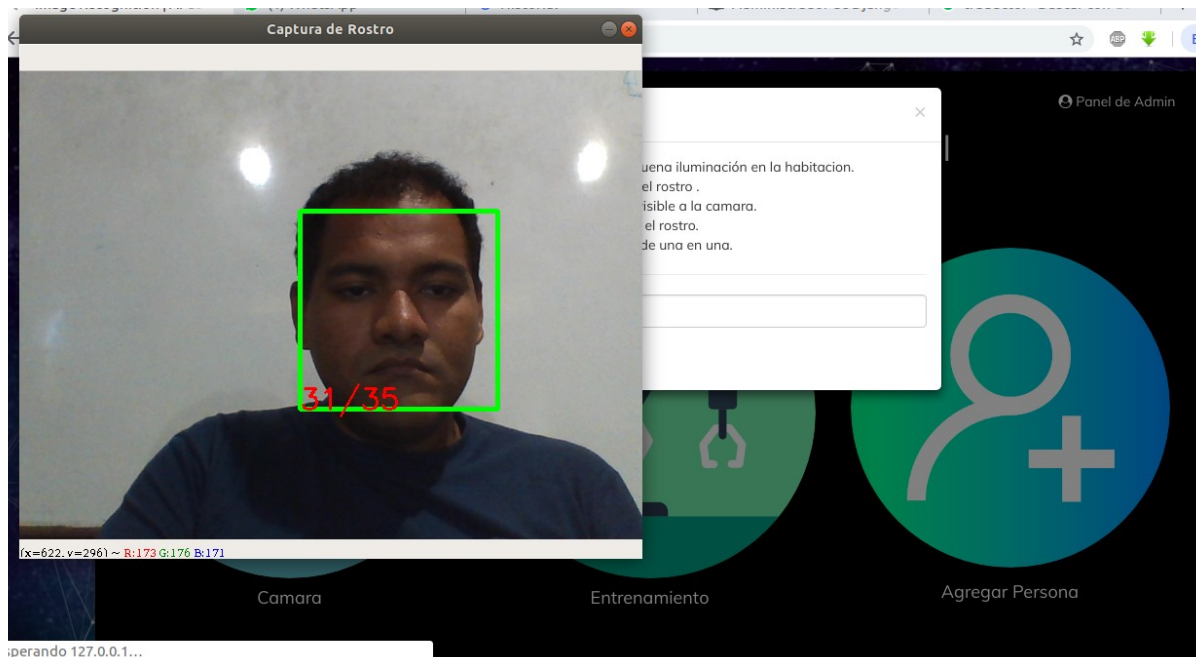 Captura de Rostro
Panel de Admin
ABP
uena iluminación en la habitacion.
el rostro .
isible a la camara.
el rostro.
de una en una.
31/35
(x=622, y=296) ~ R:173 G:176 B:171
Camara
Entrenamiento
Agregar Persona
sperando 127.0.0.1...